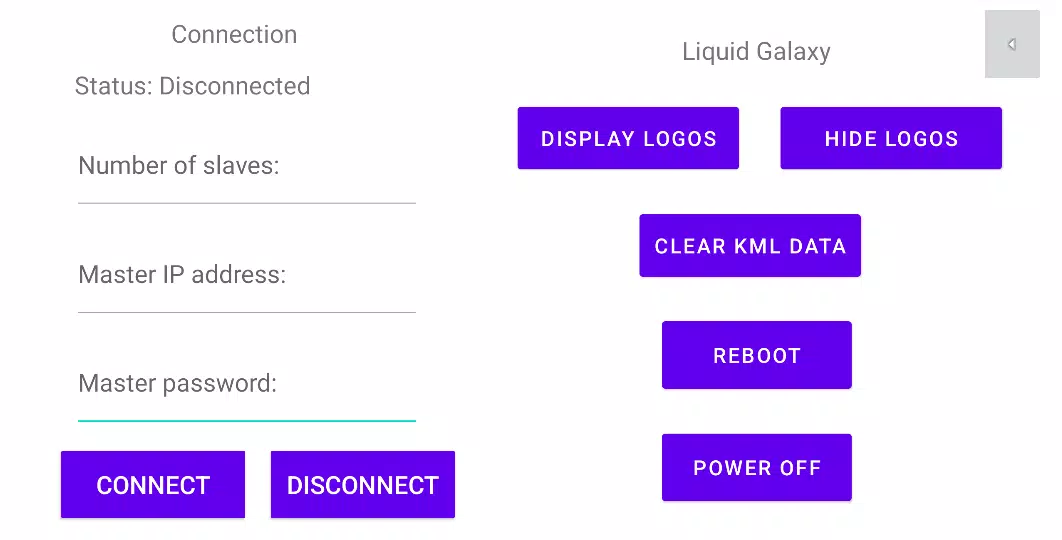 Connection
Status: Disconnected
Number of slaves:
Master IP address:
Master password:
CONNECT
DISCONNECT
Liquid Galaxy
DISPLAY LOGOS
HIDE LOGOS
CLEAR KML DATA
REBOOT
POWER OFF